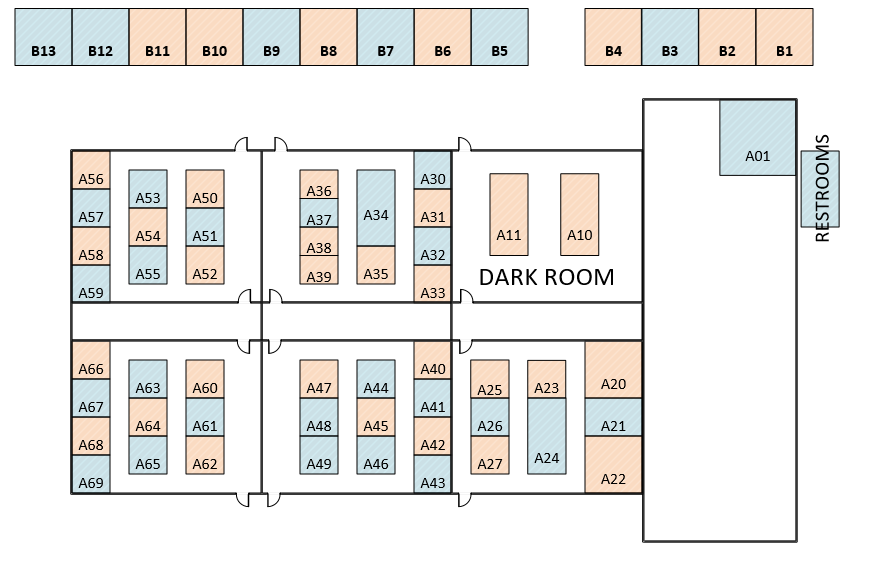 B13 B12 B11 B10 B9 B8 B7 B6 B5 B4 B3 B2 B1
A01
RESTROOMS
A56 A53 A50 A36 A34 A30
A57 A54 A51 A37 A31 A11 A10
A58 A55 A52 A38 A35 A32
A59 A39 A33
DARK ROOM
A66 A63 A60 A47 A44 A40 A25 A23 A20
A67 A64 A61 A48 A45 A41 A26 A21
A68 A65 A62 A49 A46 A42 A27 A24 A22
A69 A43